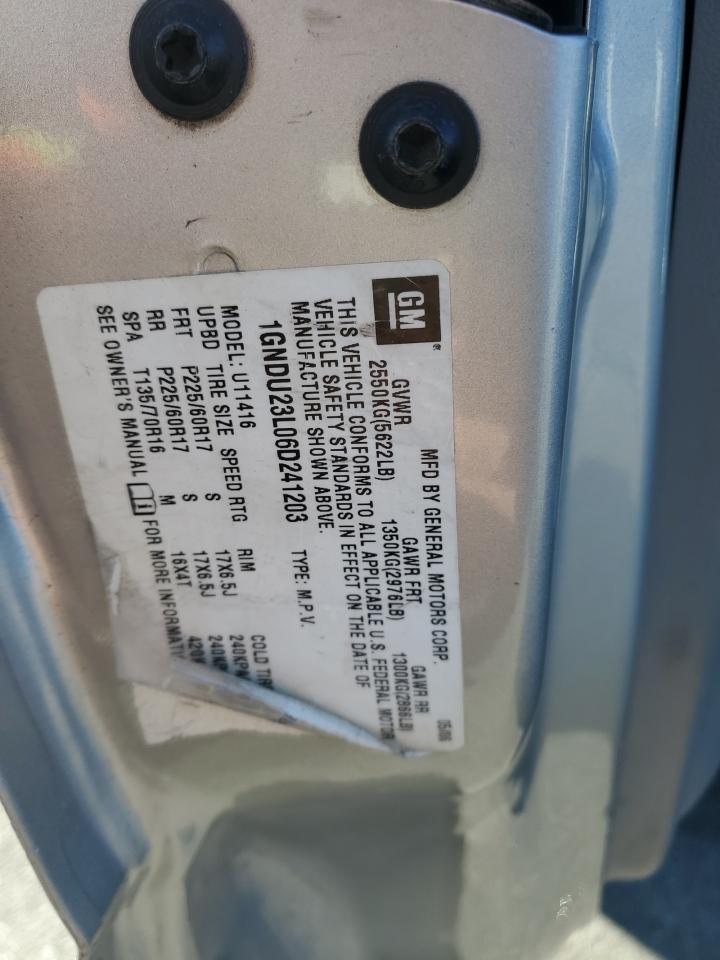 GM ®
MFD BY GENERAL MOTORS CORP. 05/06
GVWR GAWR FRT GAWR RR
2550KG(5622LB) 1350KG(2976LB) 1300KG(2866LB)
THIS VEHICLE CONFORMS TO ALL APPLICABLE U.S. FEDERAL MOTOR
VEHICLE SAFETY STANDARDS IN EFFECT ON THE DATE OF
MANUFACTURE SHOWN ABOVE.
1GNDU23L06D241203 TYPE: M.P.V.
MODEL: U11416
UPBD TIRE SIZE SPEED RTG RIM COLD
FRT P225/60R17 S 17X6.5J 240KPA
RR P225/60R17 S 17X6.5J 240K
SPA T135/70R16 M 16X4T 420
SEE OWNER'S MANUAL FOR MORE